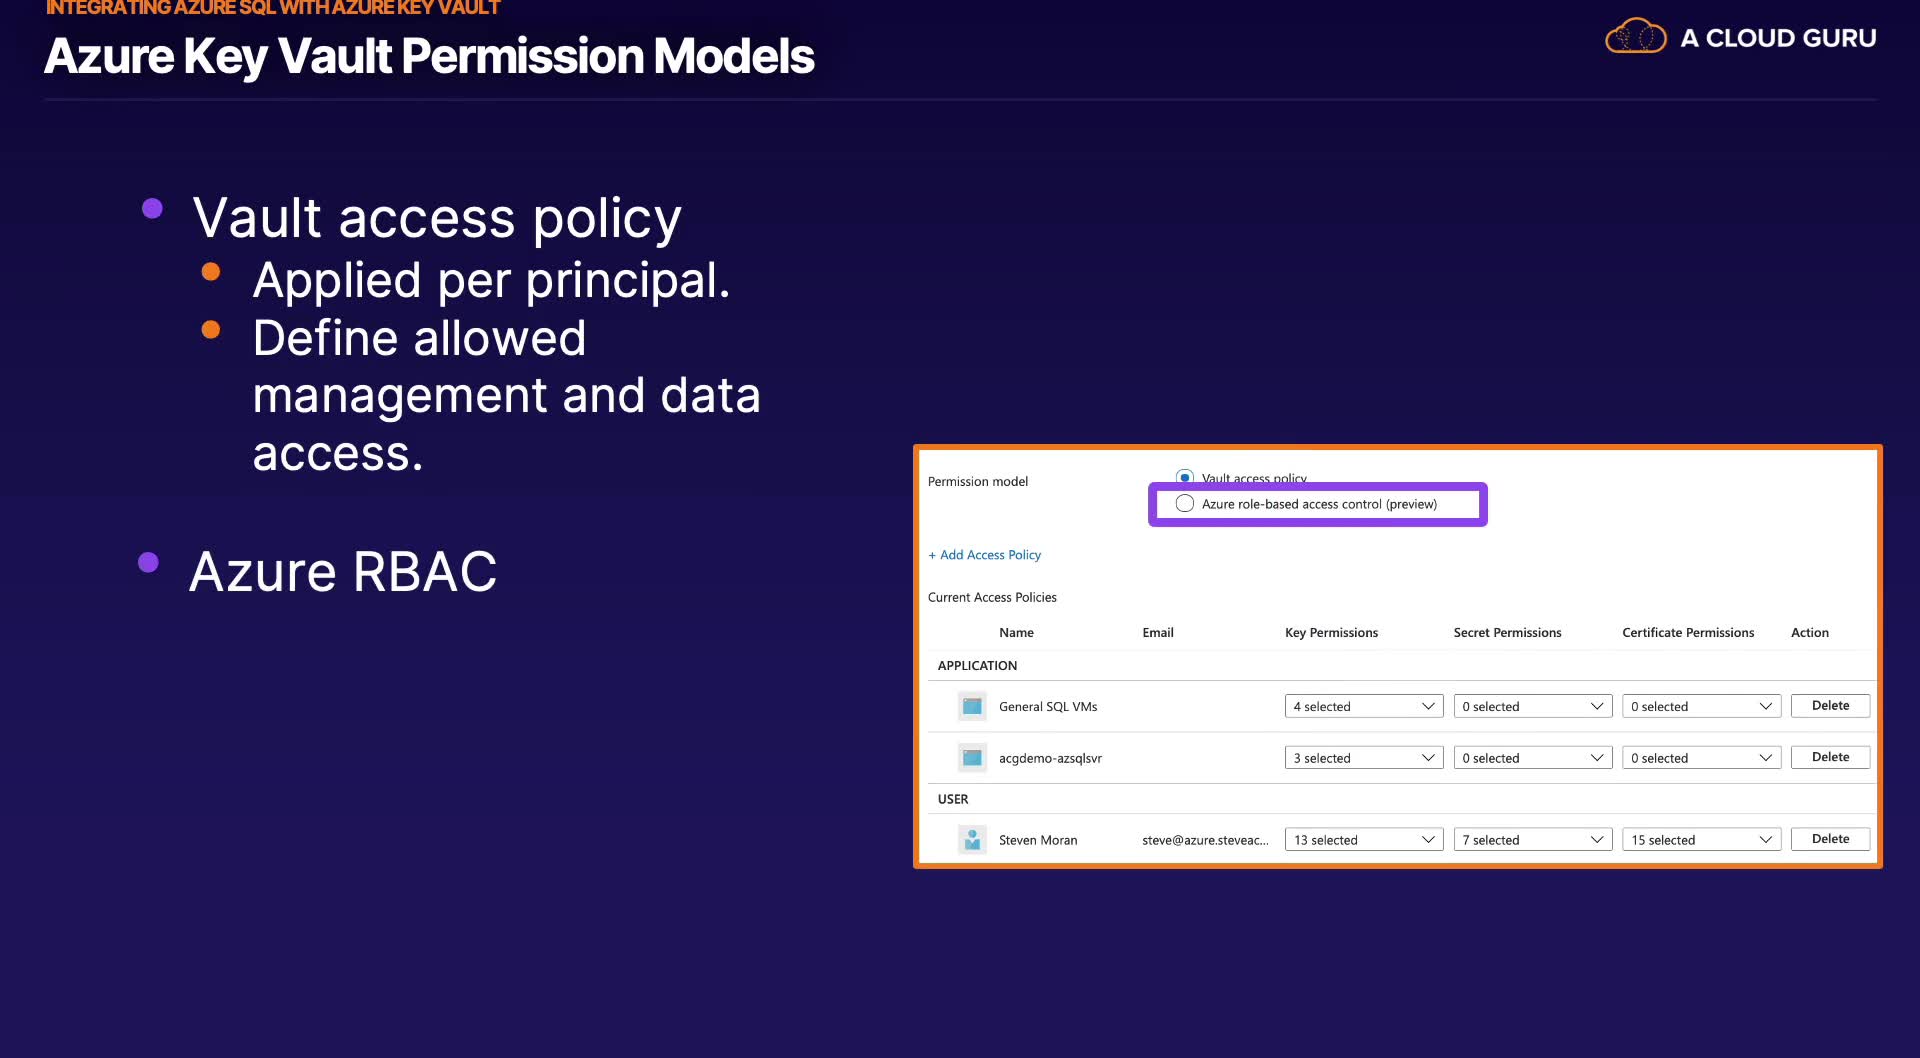 INTEGRATING AZURE SQL WITH AZURE KEY VAULT
Azure Key Vault Permission Models
A CLOUD GURU
Vault access policy
Applied per principal.
Define allowed
management and data
access.
Azure RBAC
Permission model
Vault access policy
Azure role-based access control (preview)
+ Add Access Policy
Current Access Policies
Name Email Key Permissions Secret Permissions Certificate Permissions Action
APPLICATION
General SQL VMs 4 selected 0 selected 0 selected Delete
acgdemo-azsqlsvr 3 selected 0 selected 0 selected Delete
USER
Steven Moran steve@azure.steveac... 13 selected 7 selected 15 selected Delete